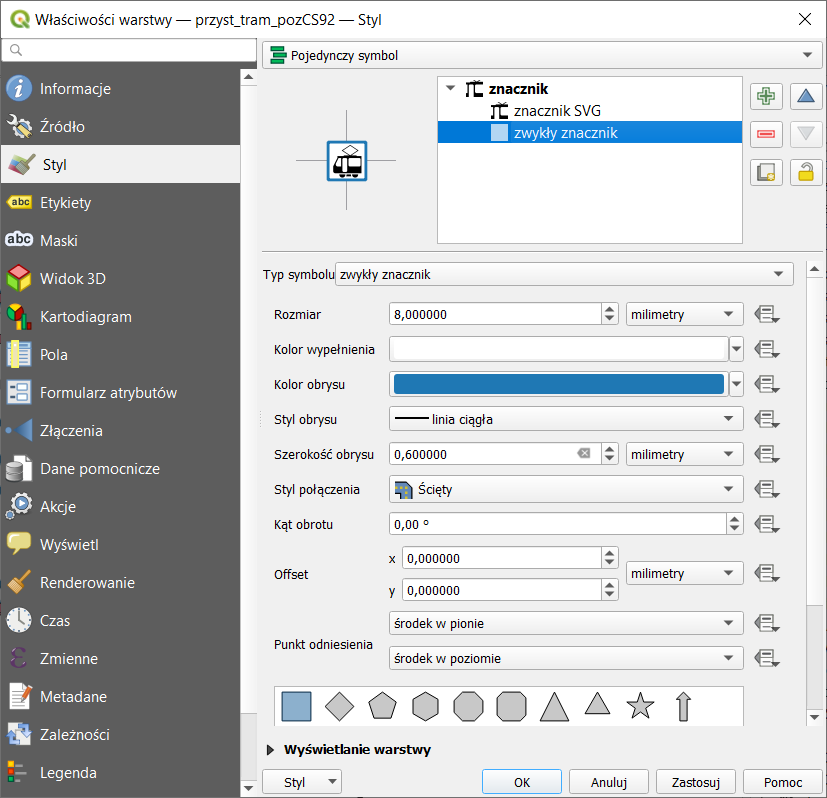 Właściwości warstwy — przyst_tram_pozCS92 — Styl
Pojedynczy symbol
Informacje
Źródło
Styl
abc Etykiety
abc Maski
Widok 3D
Kartodiagram
Pola
Formularz atrybutów
Złączenia
Dane pomocnicze
Akcje
Wyświetl
Renderowanie
Czas
Zmienne
Metadane
Zależności
Legenda
znacznik
znacznik SVG
zwykły znacznik
Typ symbolu zwykły znacznik
Rozmiar 8,000000 milimetry
Kolor wypełnienia
Kolor obrysu
Styl obrysu linia ciągła
Szerokość obrysu 0,600000 milimetry
Styl połączenia Ścięty
Kąt obrotu 0,00 °
Offset x 0,000000 milimetry
y 0,000000
Punkt odniesienia środek w pionie
środek w poziomie
Wyświetlanie warstwy
Styl OK Anuluj Zastosuj Pomoc